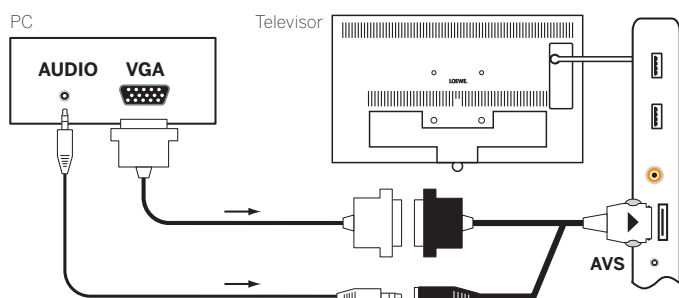 PC
Televisor
AUDIO VGA
LOEWE.
AVS